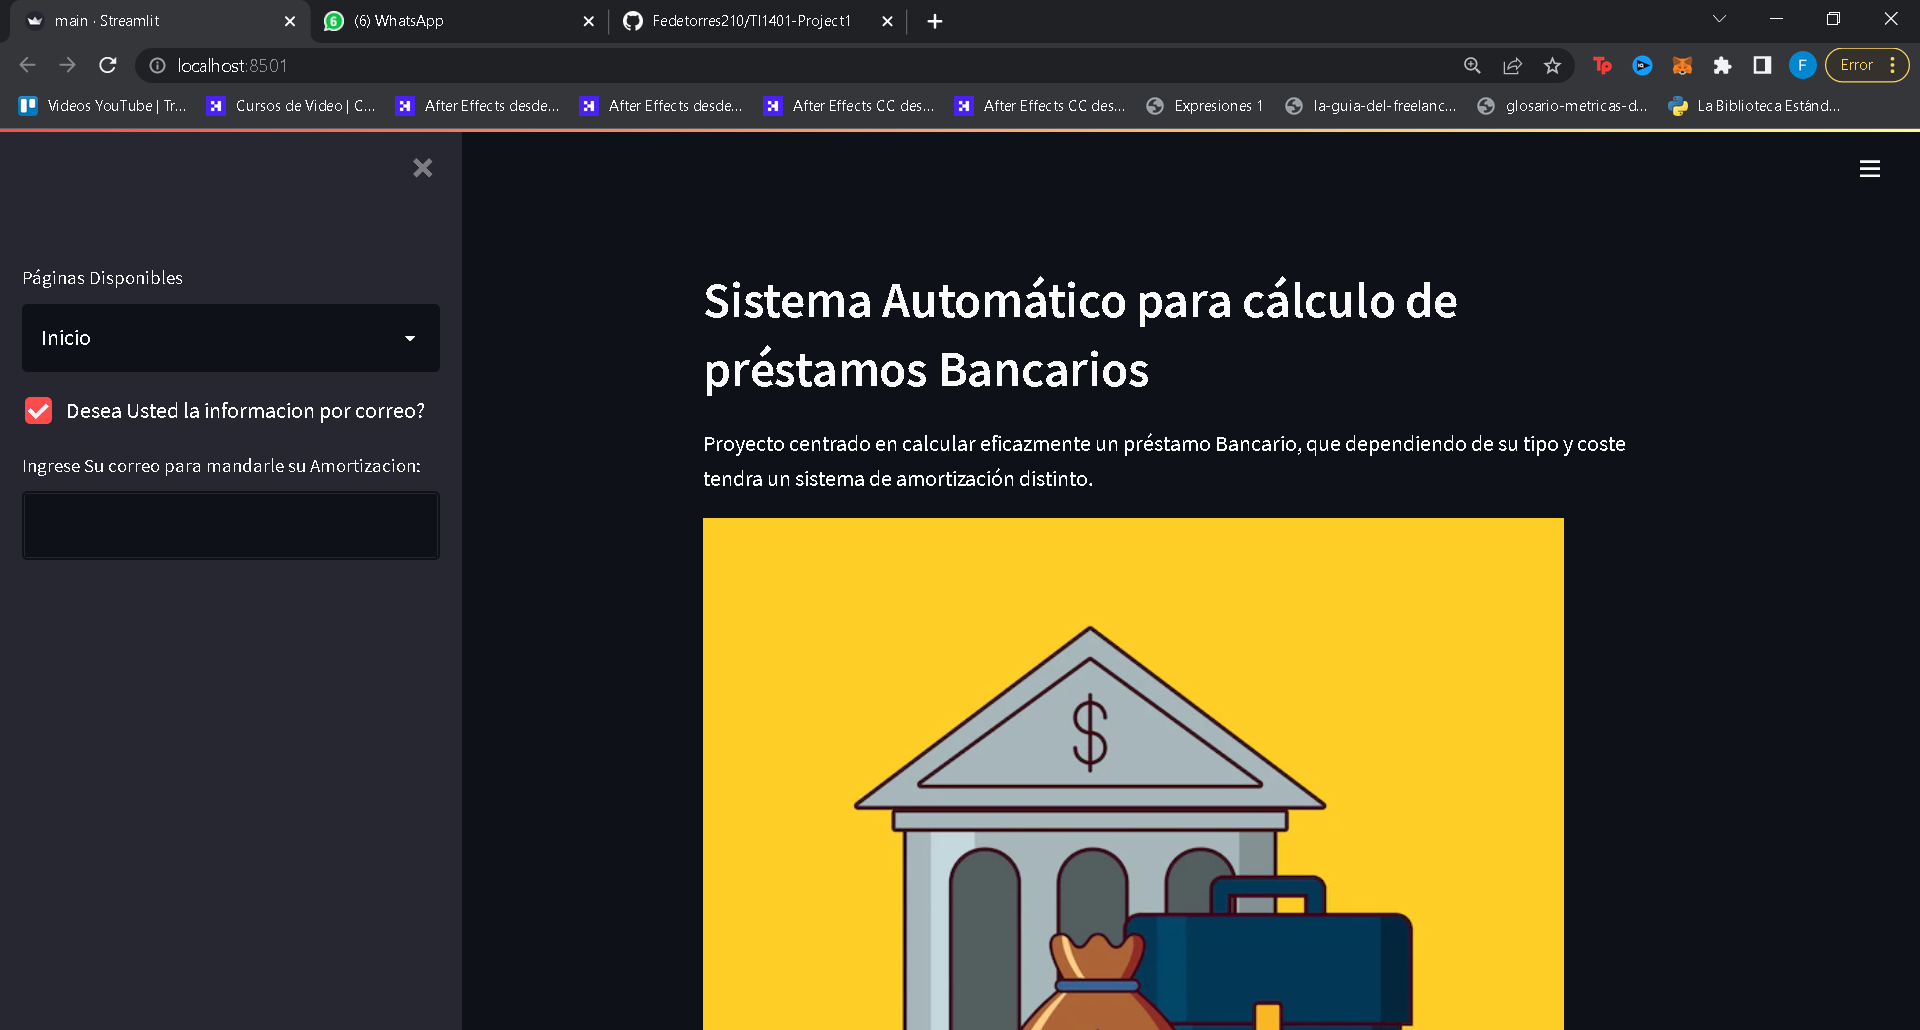 main · Streamlit
6
(6) WhatsApp
Fedetorres210/TI1401-Project1
localhost:8501
Tp
F
Error
Videos YouTube | Tr...
Cursos de Video | C...
After Effects desde...
After Effects desde...
After Effects CC des...
After Effects CC des...
Expresiones 1
la-guia-del-freelanc...
glosario-metricas-d...
La Biblioteca Estánd...
Páginas Disponibles
Inicio
Desea Usted la informacion por correo?
Ingrese Su correo para mandarle su Amortizacion:
Sistema Automático para cálculo de
préstamos Bancarios
Proyecto centrado en calcular eficazmente un préstamo Bancario, que dependiendo de su tipo y coste
tendra un sistema de amortización distinto.
$